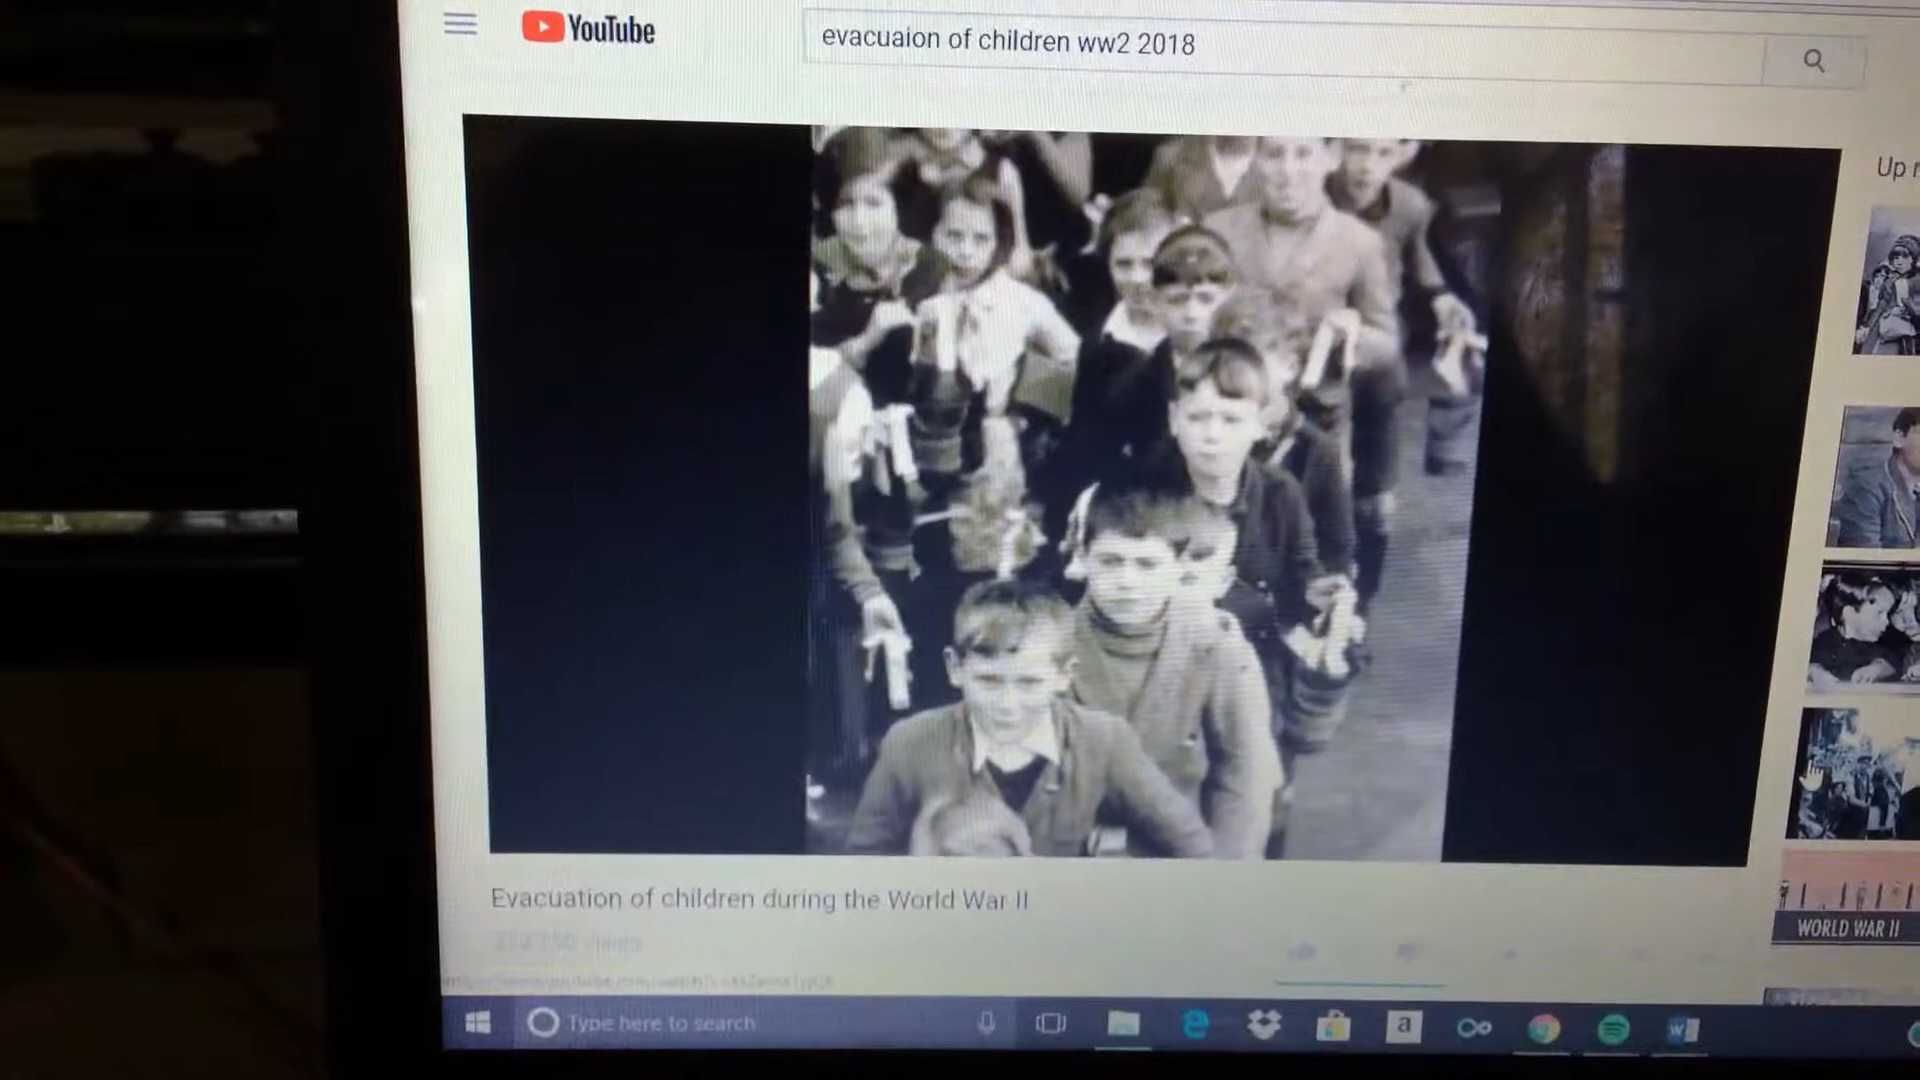 YouTube
evacuaion of children ww2 2018
Up
WORLD WAR II
Evacuation of children during the World War II
Type here to search
a